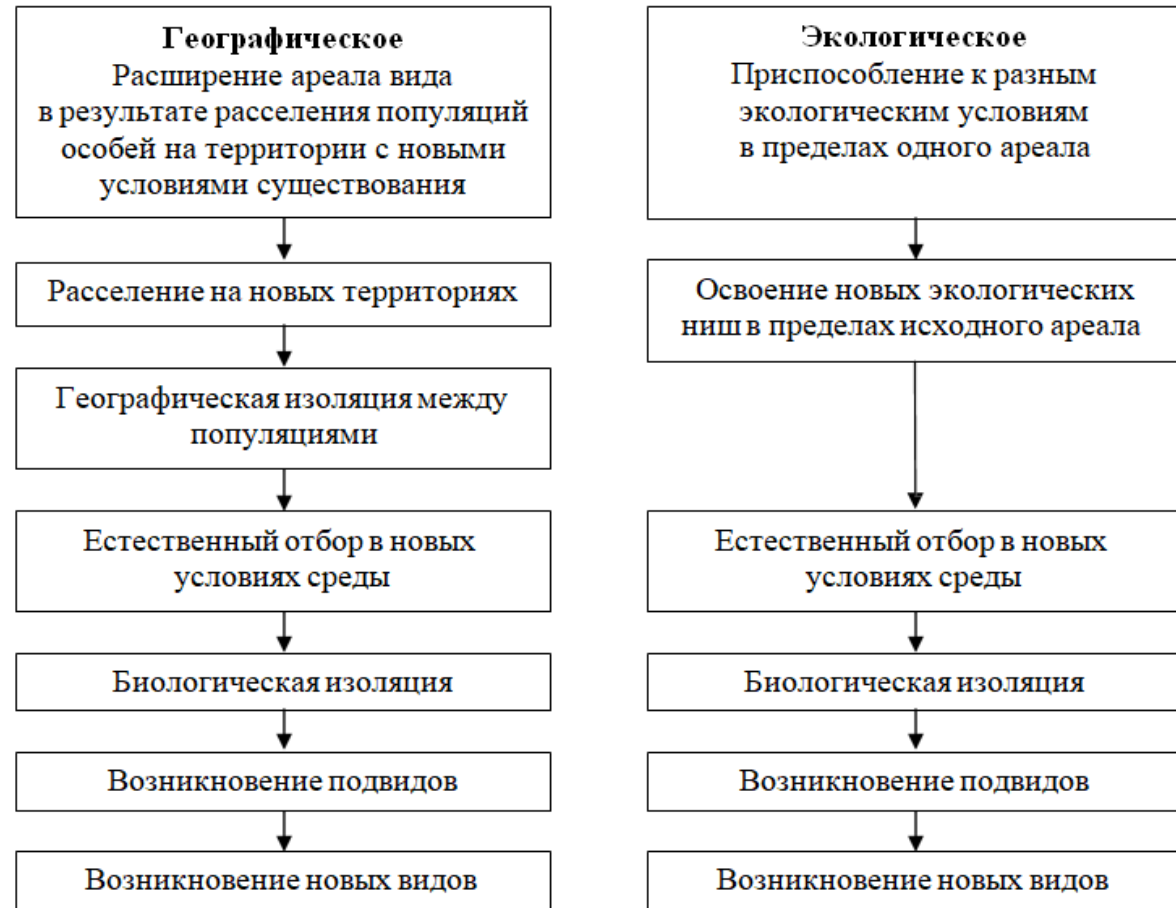 Географическое
Расширение ареала вида
в результате расселения популяций
особей на территории с новыми
условиями существования
Расселение на новых территориях
Географическая изоляция между
популяциями
Естественный отбор в новых
условиях среды
Биологическая изоляция
Возникновение подвидов
Возникновение новых видов
Экологическое
Приспособление к разным
экологическим условиям
в пределах одного ареала
Освоение новых экологических
ниш в пределах исходного ареала
Естественный отбор в новых
условиях среды
Биологическая изоляция
Возникновение подвидов
Возникновение новых видов